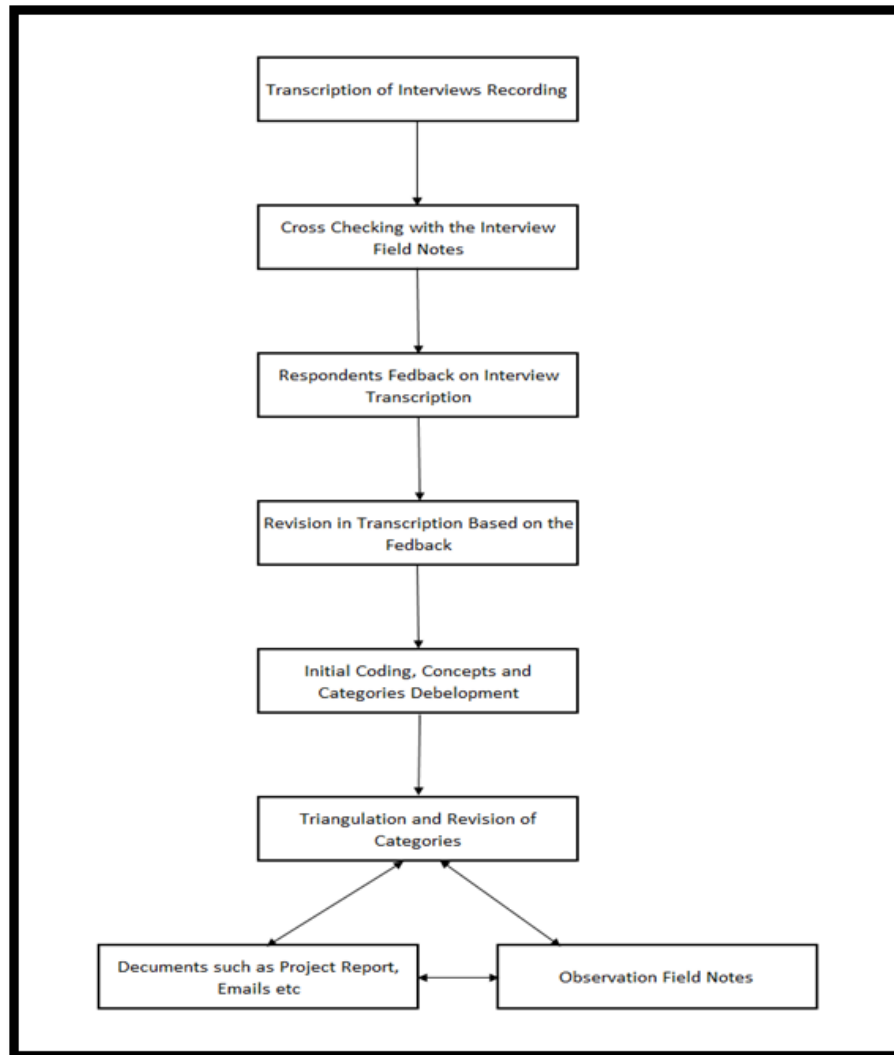 Transcription of Interviews Recording
Cross Checking with the Interview
Field Notes
Respondents Fedback on Interview
Transcription
Revision in Transcription Based on the
Fedback
Initial Coding, Concepts and
Categories Debelopment
Triangulation and Revision of
Categories
Decuments such as Project Report,
Emails etc
Observation Field Notes